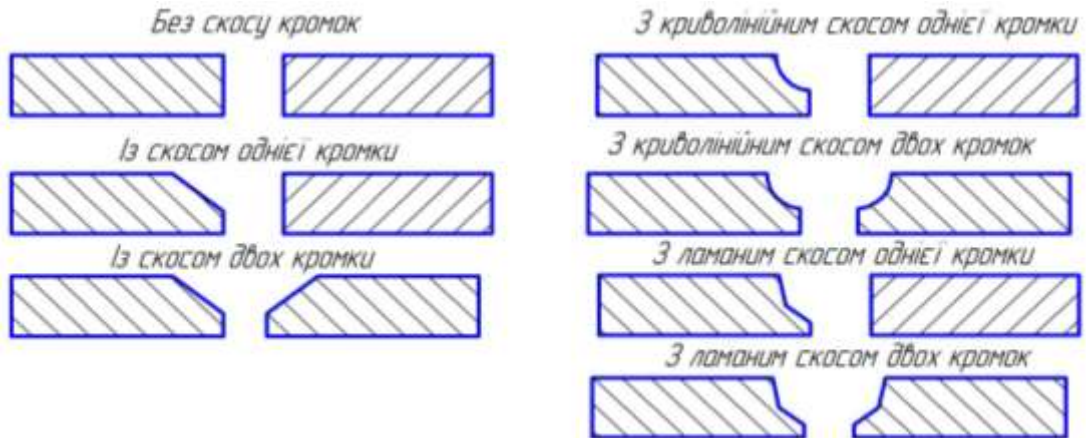 Без скосу кромок
Із скосом однієї кромки
Із скосом двох кромки
З криволінійним скосом однієї кромки
З криволінійним скосом двох кромок
З ламаним скосом однієї кромки
З ламаним скосом двох кромок